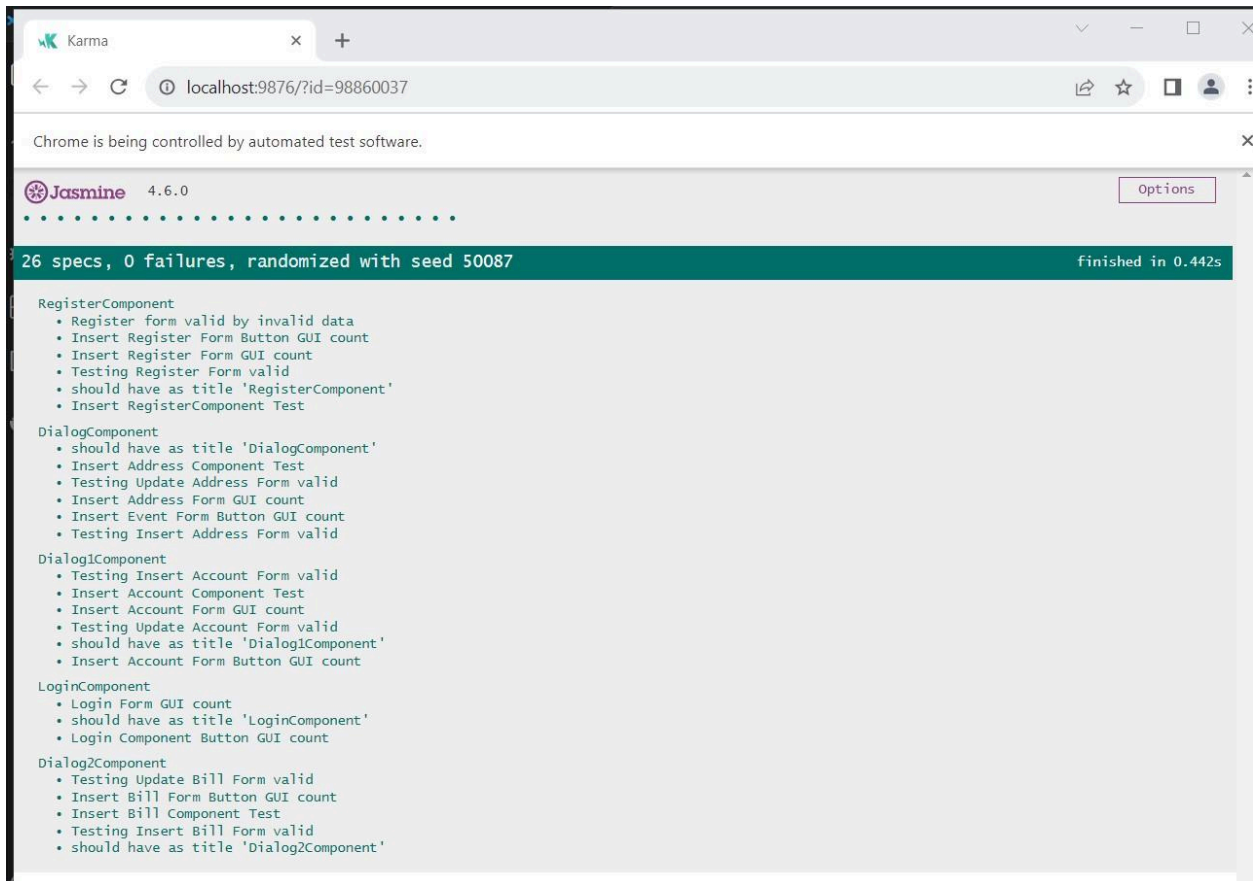 Karma
localhost:9876/?id=98860037
Chrome is being controlled by automated test software.
Jasmine 4.6.0
Options
26 specs, 0 failures, randomized with seed 50087
finished in 0.442s
RegisterComponent
• Register form valid by invalid data
• Insert Register Form Button GUI count
• Insert Register Form GUI count
• Testing Register Form valid
• should have as title 'RegisterComponent'
• Insert RegisterComponent Test
DialogComponent
• should have as title 'DialogComponent'
• Insert Address Component Test
• Testing Update Address Form valid
• Insert Address Form GUI count
• Insert Event Form Button GUI count
• Testing Insert Address Form valid
Dialog1Component
• Testing Insert Account Form valid
• Insert Account Component Test
• Insert Account Form GUI count
• Testing Update Account Form valid
• should have as title 'Dialog1Component'
• Insert Account Form Button GUI count
LoginComponent
• Login Form GUI count
• should have as title 'LoginComponent'
• Login Component Button GUI count
Dialog2Component
• Testing Update Bill Form valid
• Insert Bill Form Button GUI count
• Insert Bill Component Test
• Testing Insert Bill Form valid
• should have as title 'Dialog2Component'